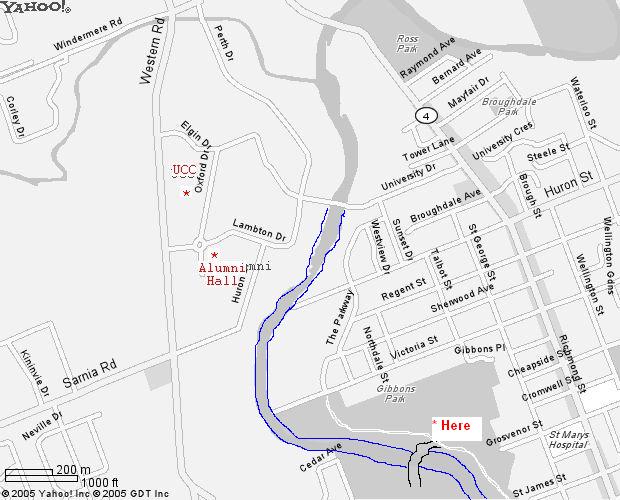 YAHOO!
Windermere Rd
Western Rd
Perth Dr
Ross
Park
Raymond Ave
Bernard Ave
Mayfair Dr
Waterloo St
Corley Dr
4
Broughdale
Park
Elgin Dr
Tower Lane
University Cres
Steele St
UCC
Oxford Dr
University Dr
Huron St
Broughdale Ave
Brough St
Lambton Dr
Westview Dr
Sunset Dr
St George St
Wellington Gdns
Talbot St
Alumni
mni
Hall
Huron
Regent St
Sherwood Ave
Wellington St
The Parkway
Northdale St
Victoria St
Gibbons Pl
Richmond St
Kininvie Dr
Sarnia Rd
Cheapside St
Gibbons
Park
Cromwell St
Neville Dr
* Here
Grosvenor St
St Marys
Hospital
Cedar Ave
200 m
1000 ft
St James St
© 2005 Yahoo! Inc © 2005 GDT Inc